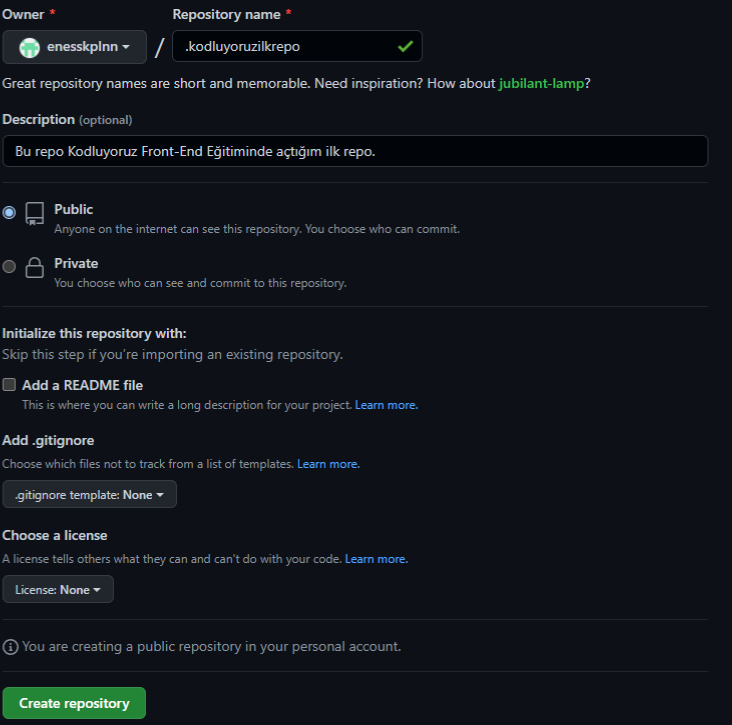 Owner *
Repository name *
enesskplnn
/
.kodluyoruzilkrepo
Great repository names are short and memorable. Need inspiration? How about jubilant-lamp?
Description (optional)
Bu repo Kodluyoruz Front-End Eğitiminde açtığım ilk repo.
Public
Anyone on the internet can see this repository. You choose who can commit.
Private
You choose who can see and commit to this repository.
Initialize this repository with:
Skip this step if you're importing an existing repository.
Add a README file
This is where you can write a long description for your project. Learn more.
Add .gitignore
Choose which files not to track from a list of templates. Learn more.
.gitignore template: None
Choose a license
A license tells others what they can and can't do with your code. Learn more.
License: None
You are creating a public repository in your personal account.
Create repository